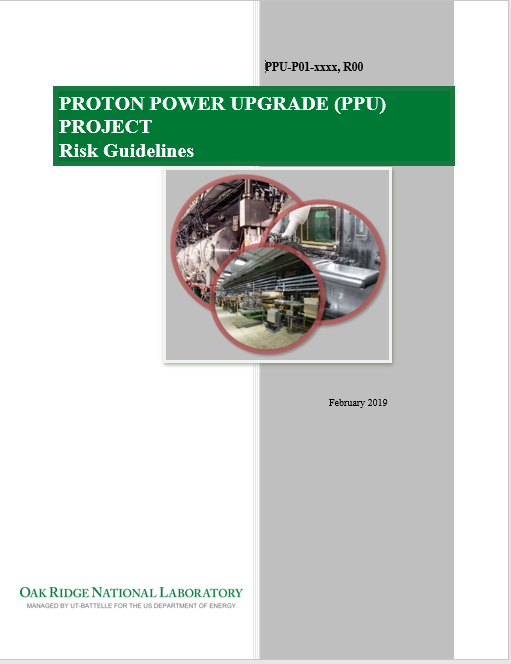 PPU-P01-xxxx, R00
PROTON POWER UPGRADE (PPU)
PROJECT
Risk Guidelines
February 2019
OAK RIDGE NATIONAL LABORATORY
MANAGED BY UT-BATTELLE FOR THE US DEPARTMENT OF ENERGY